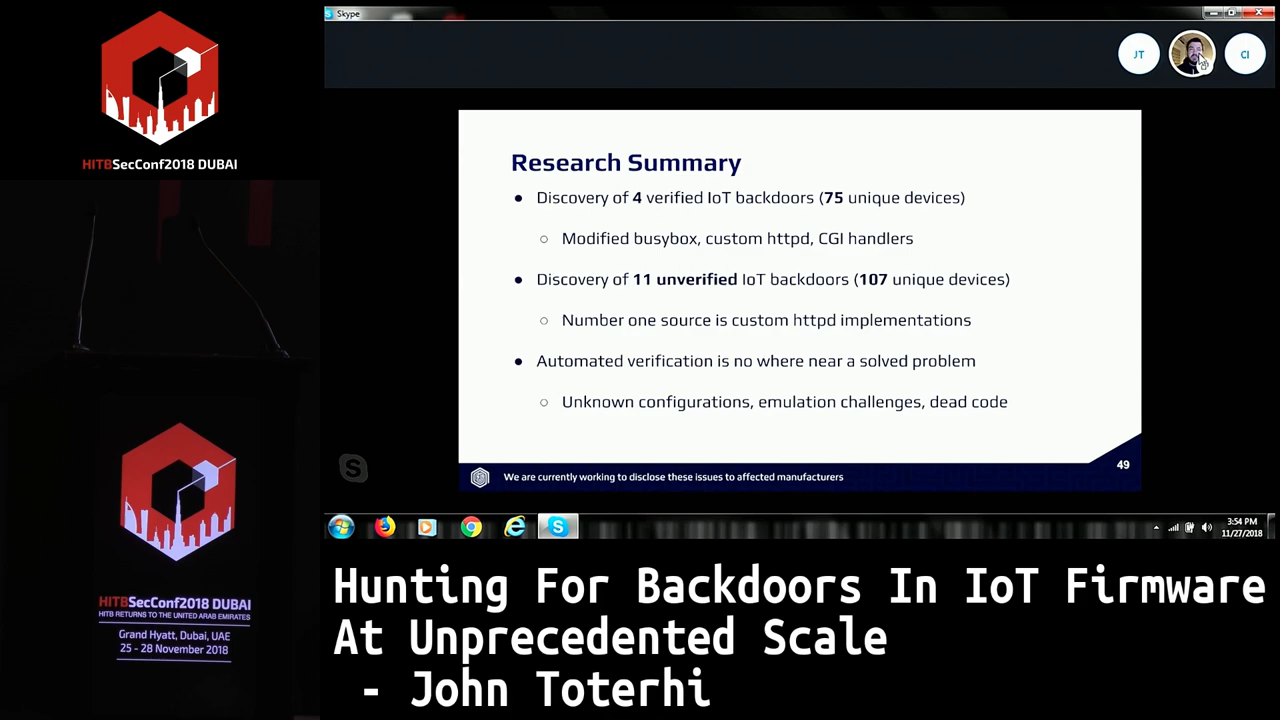 HITBSecConf2018 DUBAI
Skype
JT
CI
Research Summary
• Discovery of 4 verified IoT backdoors (75 unique devices)
○ Modified busybox, custom httpd, CGI handlers
• Discovery of 11 unverified IoT backdoors (107 unique devices)
○ Number one source is custom httpd implementations
• Automated verification is no where near a solved problem
○ Unknown configurations, emulation challenges, dead code
We are currently working to disclose these issues to affected manufacturers
49
3:54 PM
11/27/2018
HITBSecConf2018 DUBAI
HITB RETURNS TO THE UNITED ARAB EMIRATES
Grand Hyatt, Dubai, UAE
25 - 28 November 2018
Hunting For Backdoors In IoT Firmware
At Unprecedented Scale
- John Toterhi